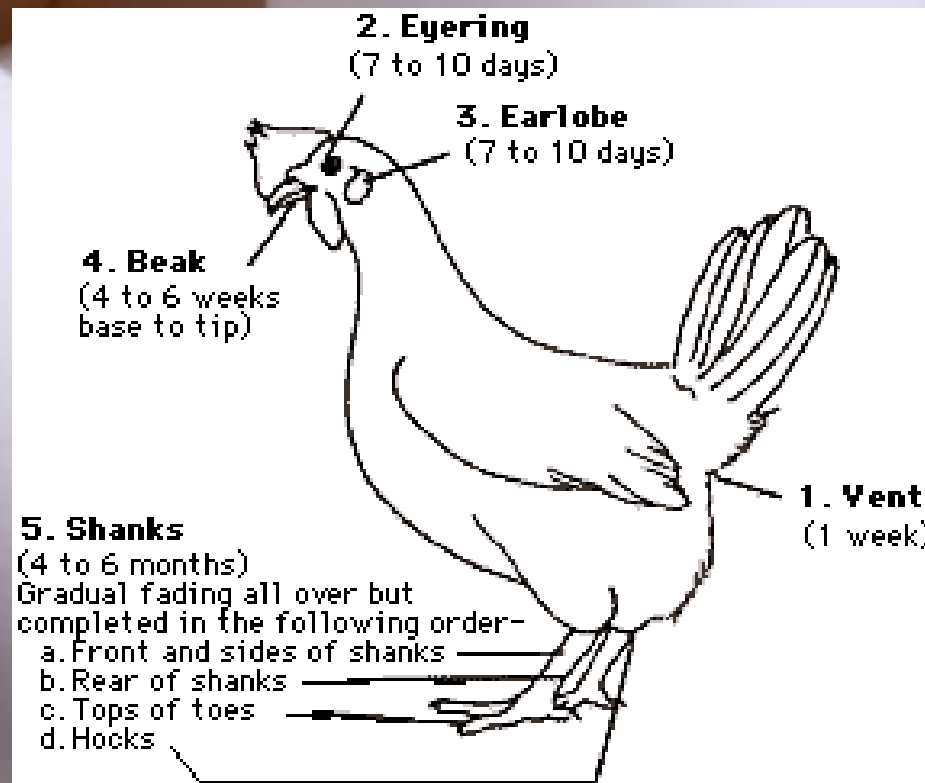 2. Eyering
(7 to 10 days)
3. Earlobe
(7 to 10 days)
4. Beak
(4 to 6 weeks
base to tip)
1. Vent
(1 week)
5. Shanks
(4 to 6 months)
Gradual fading all over but
completed in the following order-
a. Front and sides of shanks
b. Rear of shanks
c. Tops of toes
d. Hocks